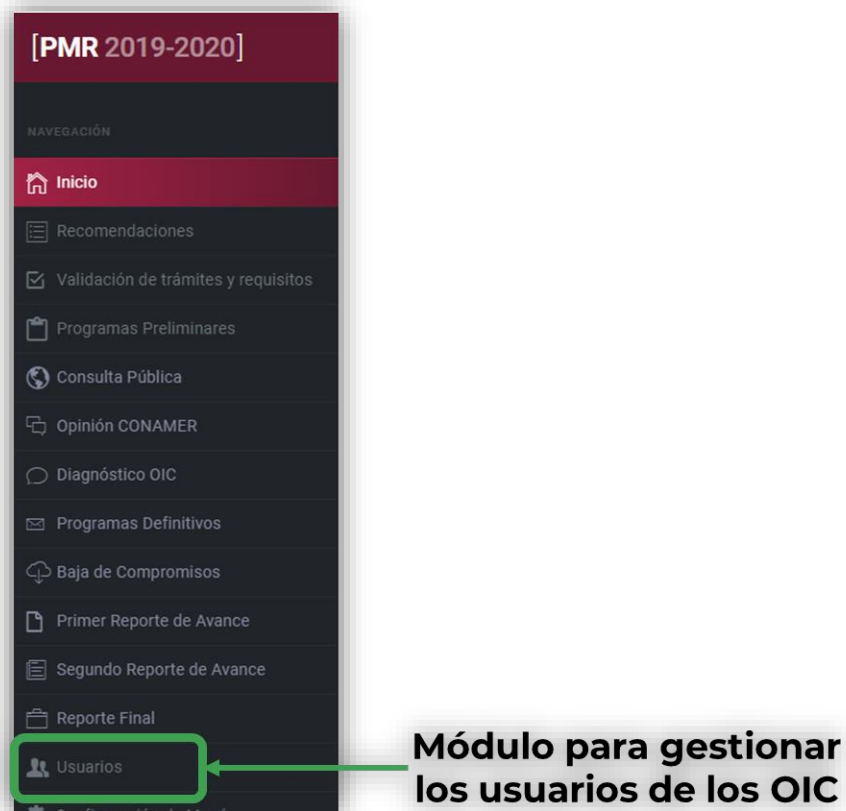 [PMR 2019-2020]
NAVEGACIÓN
Inicio
Recomendaciones
Validación de trámites y requisitos
Programas Preliminares
Consulta Pública
Opinión CONAMER
Diagnóstico OIC
Programas Definitivos
Baja de Compromisos
Primer Reporte de Avance
Segundo Reporte de Avance
Reporte Final
Usuarios
Módulo para gestionar
los usuarios de los OIC